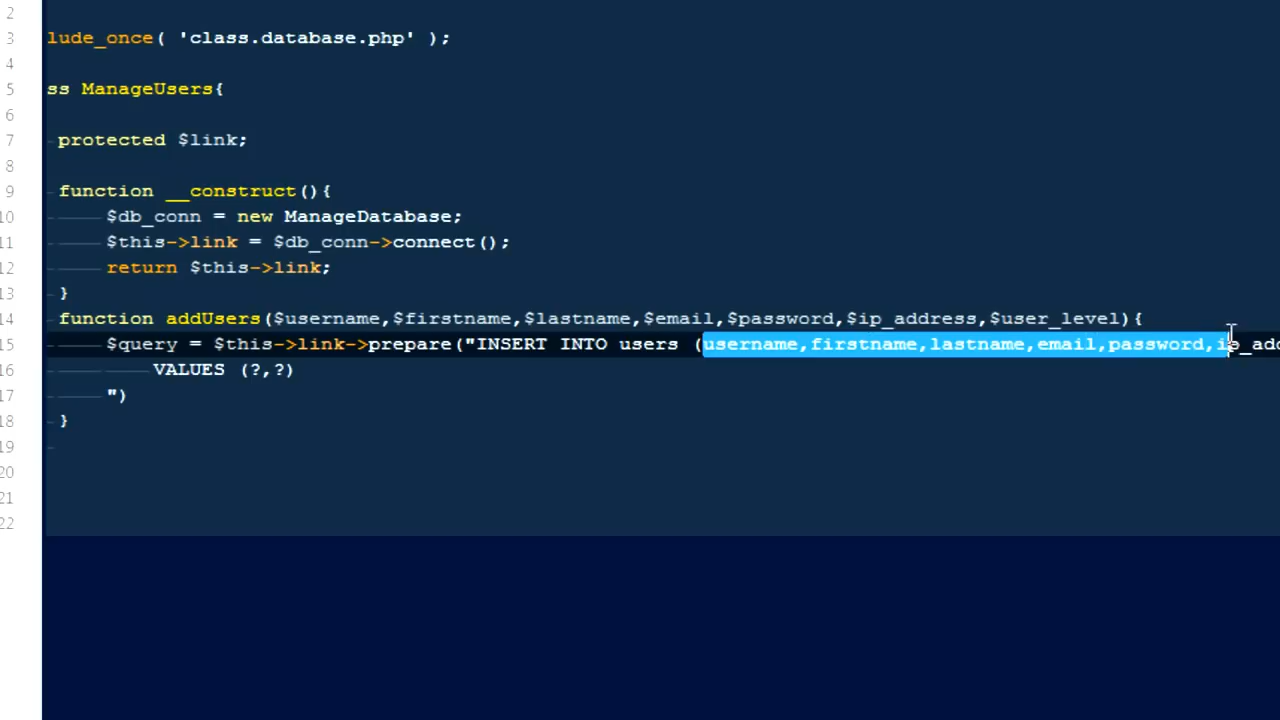 2
3 lude_once( 'class.database.php' );
4
5 ss ManageUsers{
6
7 protected $link;
8
9 function __construct(){
10 $db_conn = new ManageDatabase;
11 $this->link = $db_conn->connect();
12 return $this->link;
13 }
14 function addUsers($username,$firstname,$lastname,$email,$password,$ip_address,$user_level){
15 $query = $this->link->prepare("INSERT INTO users (username,firstname,lastname,email,password,ip_add
16 VALUES (?,?)
17 ")
18 }
19
20
21
22